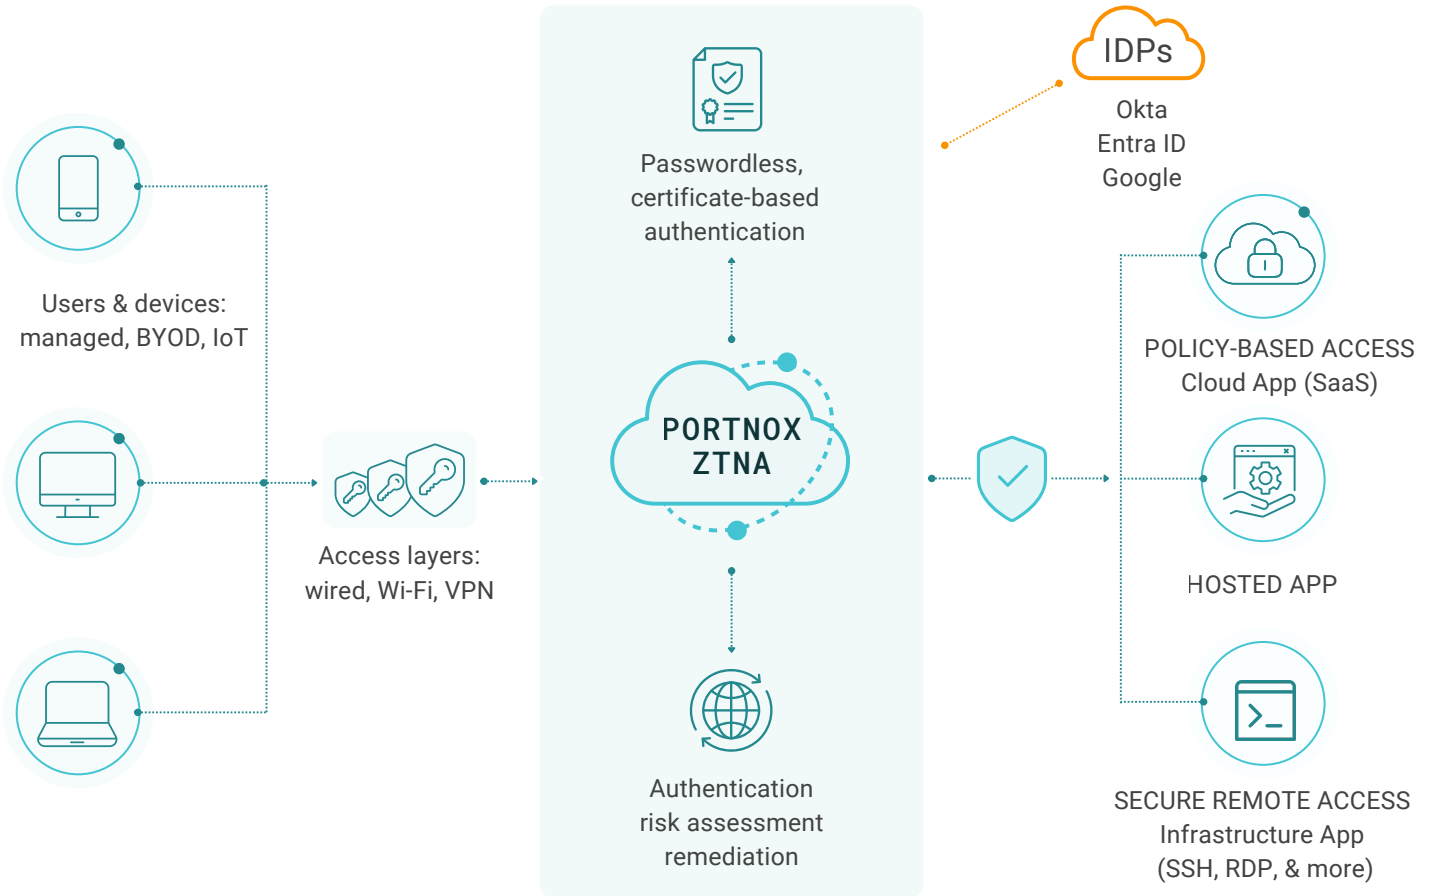 Users & devices:
managed, BYOD, IoT
Access layers:
wired, Wi-Fi, VPN
Passwordless,
certificate-based
authentication
PORTNOX
ZTNA
Authentication
risk assessment
remediation
IDPs
Okta
Entra ID
Google
POLICY-BASED ACCESS
Cloud App (SaaS)
HOSTED APP
SECURE REMOTE ACCESS
Infrastructure App
(SSH, RDP, & more)